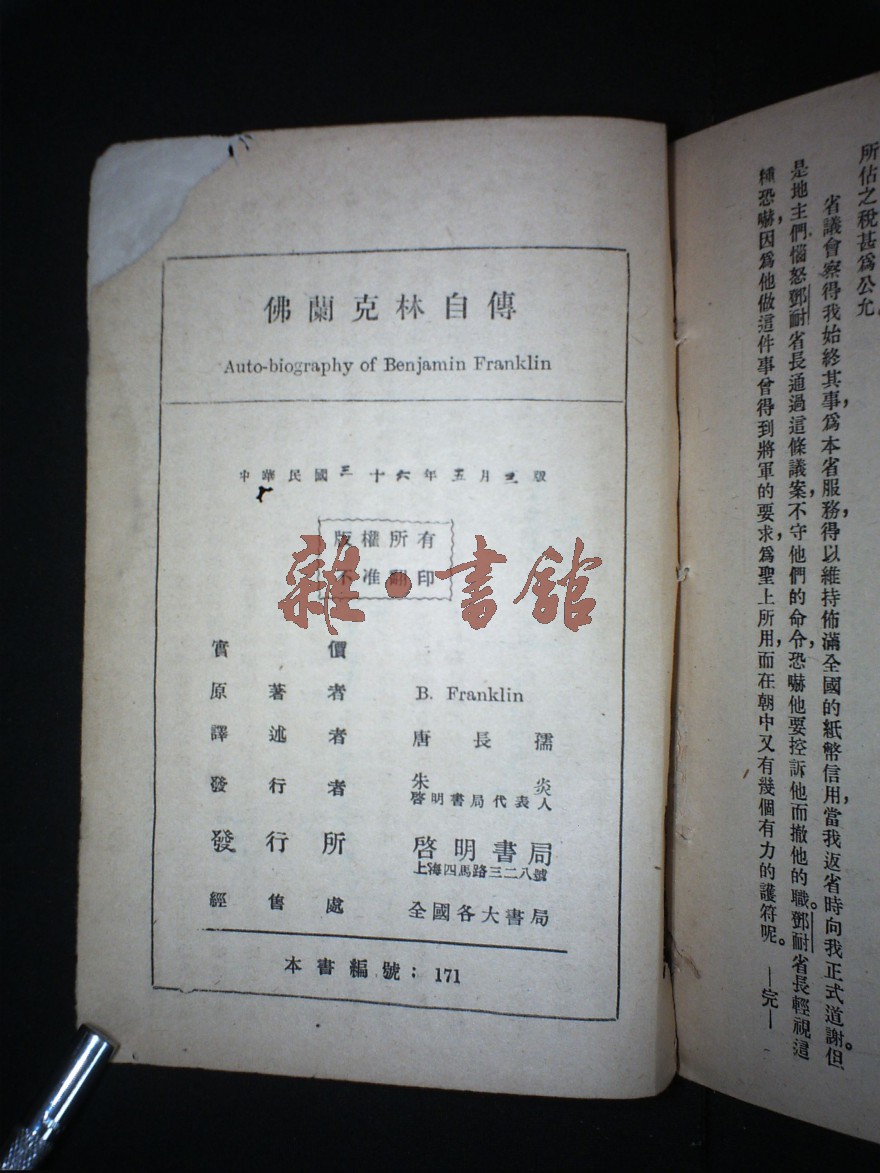 佛蘭克林自傳
Auto-biography of Benjamin Franklin
中華民國三十六年五月三版
版權所有
不准翻印
雜·書館
實價
原著者 B. Franklin
譯述者 唐長孺
發行者 朱炎
啓明書局代表人
發行所 啓明書局
上海四馬路三二八號
經售處 全國各大書局
本書編號：171
所估之稅甚爲公允。
省議會察得我始終其事，爲本省服務，得以維持佈滿全國的紙幣信用，當我返省時向我正式道謝。但
是地主們惱怒鄧耐省長通過這條議案，不守他們的命令，恐嚇他要控訴他而撤他的職。鄧耐省長輕視這
種恐嚇，因爲他做這件事曾得到將軍的要求，爲聖上所用，而在朝中又有幾個有力的護符呢。—完—